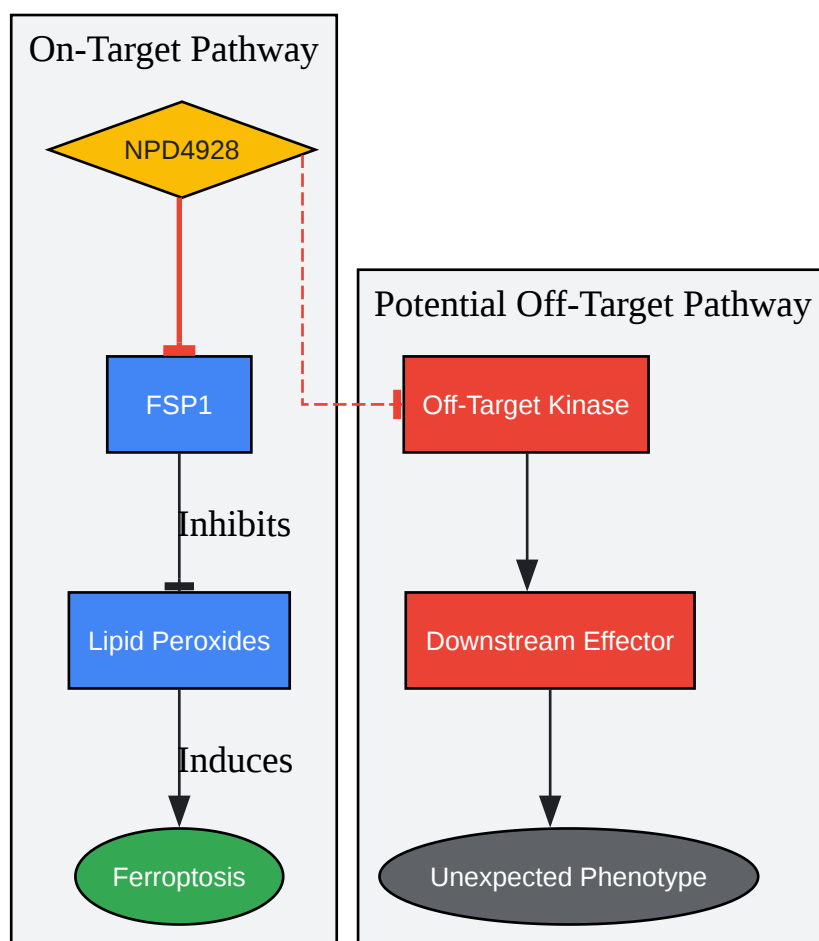 On-Target Pathway
NPD4928
FSP1
Inhibits
Lipid Peroxides
Induces
Ferroptosis
Potential Off-Target Pathway
Off-Target Kinase
Downstream Effector
Unexpected Phenotype